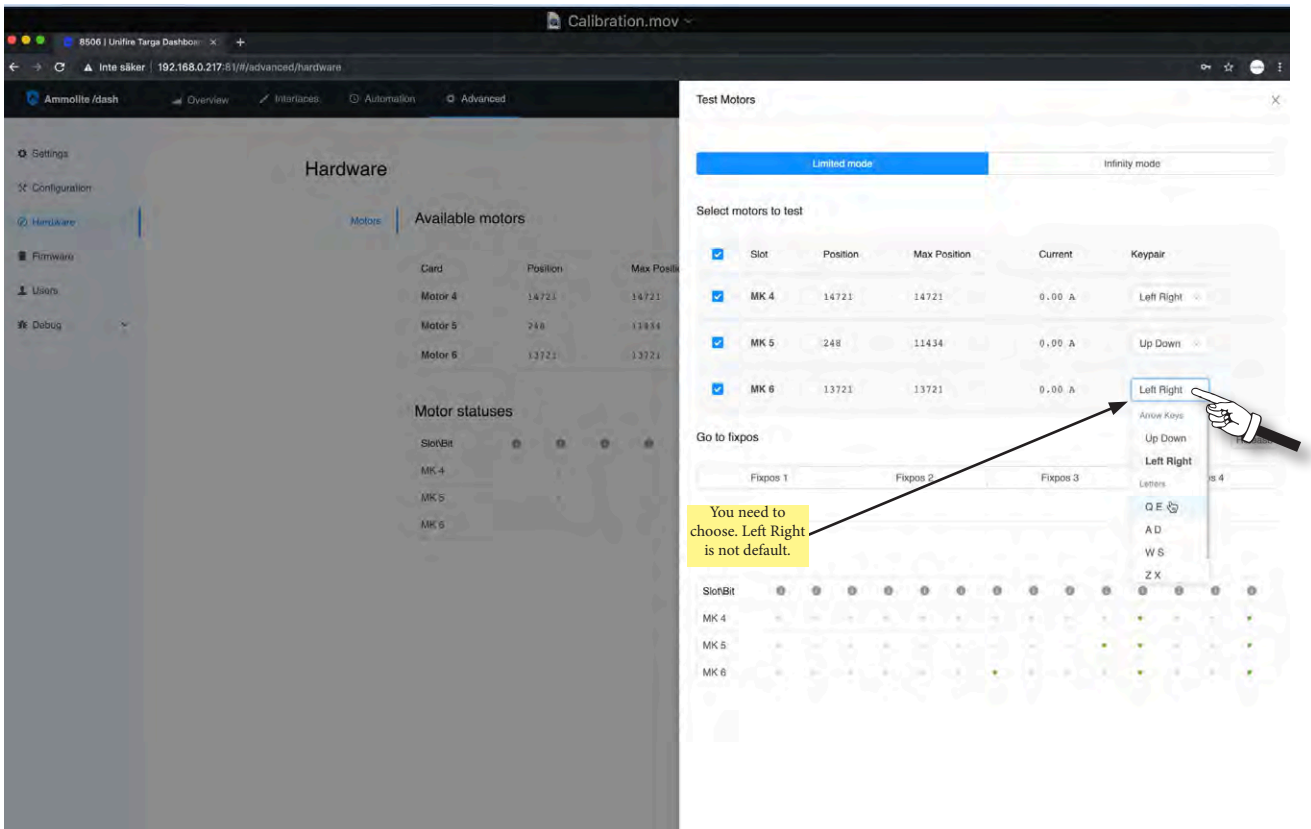 Calibration.mov
8506 | Unifire Targa Dashboar × +
Inte säker 192.168.0.217:81/#/advanced/hardware
Ammolite /dash Overview Interfaces Automation Advanced
Test Motors ×
Settings
Configuration
Hardware
Firmware
Users
Debug
Hardware
Motors
Available motors
Card Position Max Positi
Motor 4 14721 14721
Motor 5 248 11434
Motor 6 13721 13721
Motor statuses
Slot\Bit
MK 4
MK 5
MK 6
Limited mode Infinity mode
Select motors to test
Slot Position Max Position Current Keypair
MK 4 14721 14721 0.00 A Left Right
MK 5 248 11434 0.00 A Up Down
MK 6 13721 13721 0.00 A Left Right
Arrow Keys
Up Down
Left Right
Letters
Q E
A D
W S
Z X
Go to fixpos
Fixpos 1 Fixpos 2 Fixpos 3 s 4
You need to
choose. Left Right
is not default.
Slot\Bit
MK 4
MK 5
MK 6